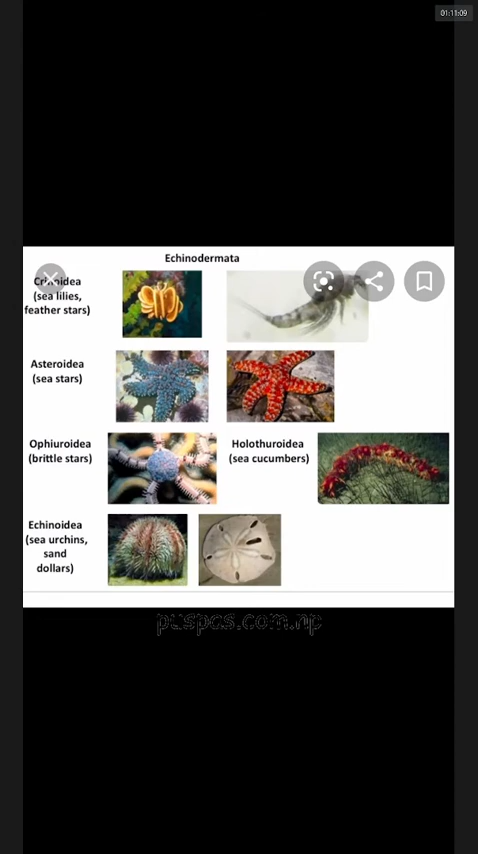 01:11:09
Echinodermata
Crinoidea
(sea lilies,
feather stars)
Asteroidea
(sea stars)
Ophiuroidea
(brittle stars)
Holothuroidea
(sea cucumbers)
Echinoidea
(sea urchins,
sand
dollars)
puspas.com.np